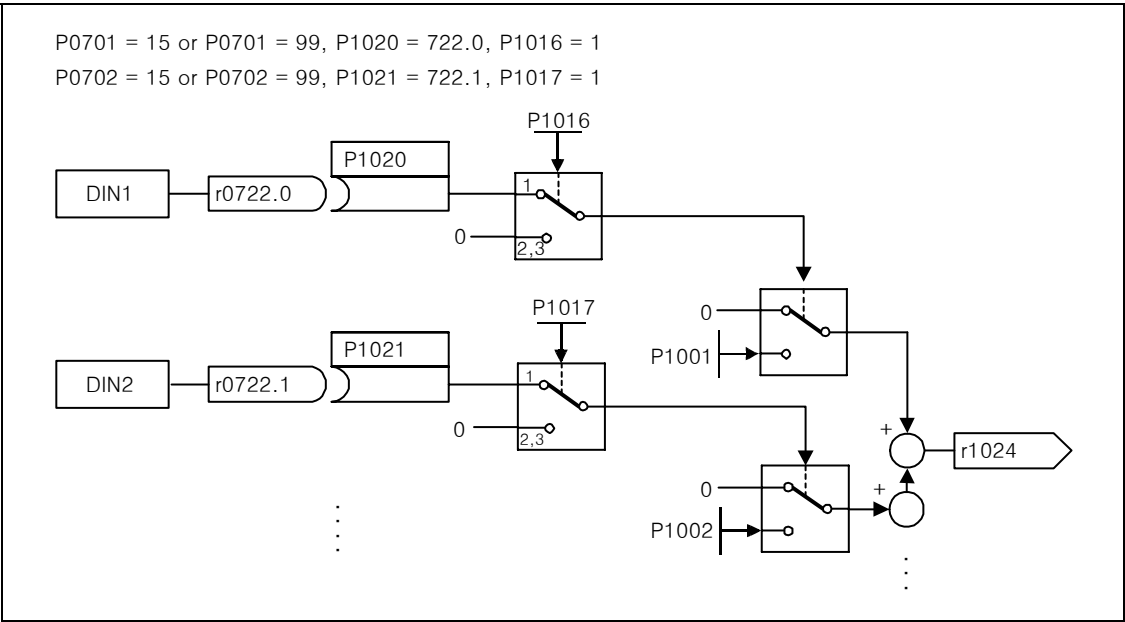 P0701 = 15 or P0701 = 99, P1020 = 722.0, P1016 = 1
P0702 = 15 or P0702 = 99, P1021 = 722.1, P1017 = 1
P1016
P1020
DIN1
r0722.0
1
0
2,3
P1017
0
P1001
P1021
DIN2
r0722.1
1
0
2,3
+
r1024
0
+
P1002